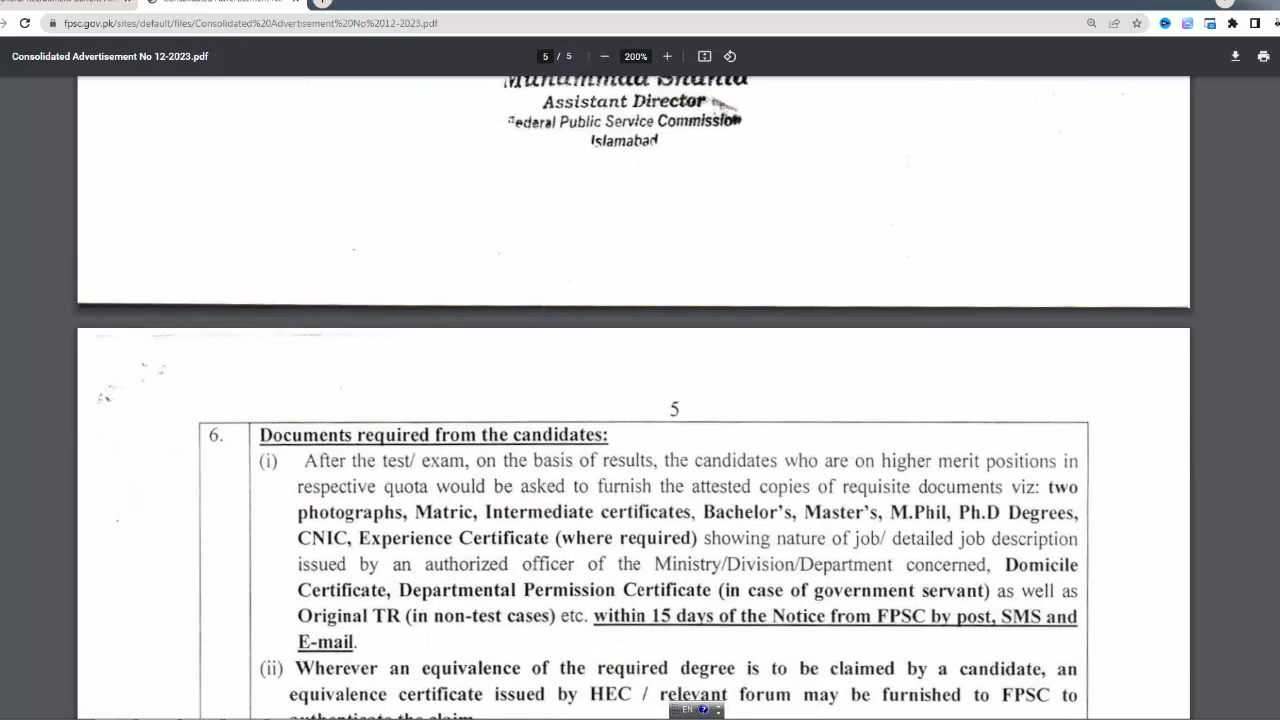 fpsc.gov.pk/sites/default/files/Consolidated%20Advertisement%20No%2012-2023.pdf
Consolidated Advertisement No 12-2023.pdf
5 / 5
200%
Assistant Director
Federal Public Service Commission
Islamabad
5
6.
Documents required from the candidates:
(i) After the test/ exam, on the basis of results, the candidates who are on higher merit positions in
respective quota would be asked to furnish the attested copies of requisite documents viz: two
photographs, Matric, Intermediate certificates, Bachelor's, Master's, M.Phil, Ph.D Degrees,
CNIC, Experience Certificate (where required) showing nature of job/ detailed job description
issued by an authorized officer of the Ministry/Division/Department concerned, Domicile
Certificate, Departmental Permission Certificate (in case of government servant) as well as
Original TR (in non-test cases) etc. within 15 days of the Notice from FPSC by post, SMS and
E-mail.
(ii) Wherever an equivalence of the required degree is to be claimed by a candidate, an
equivalence certificate issued by HEC / relevant forum may be furnished to FPSC to
authenticate the claim
EN